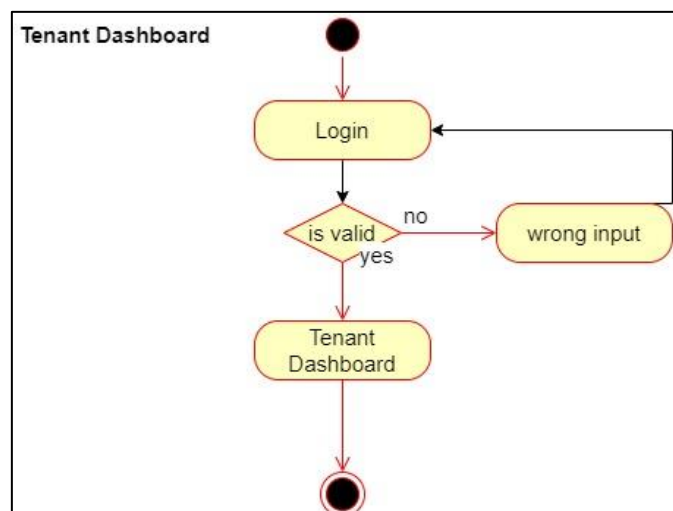 Tenant Dashboard
Login
is valid
no
wrong input
yes
Tenant
Dashboard